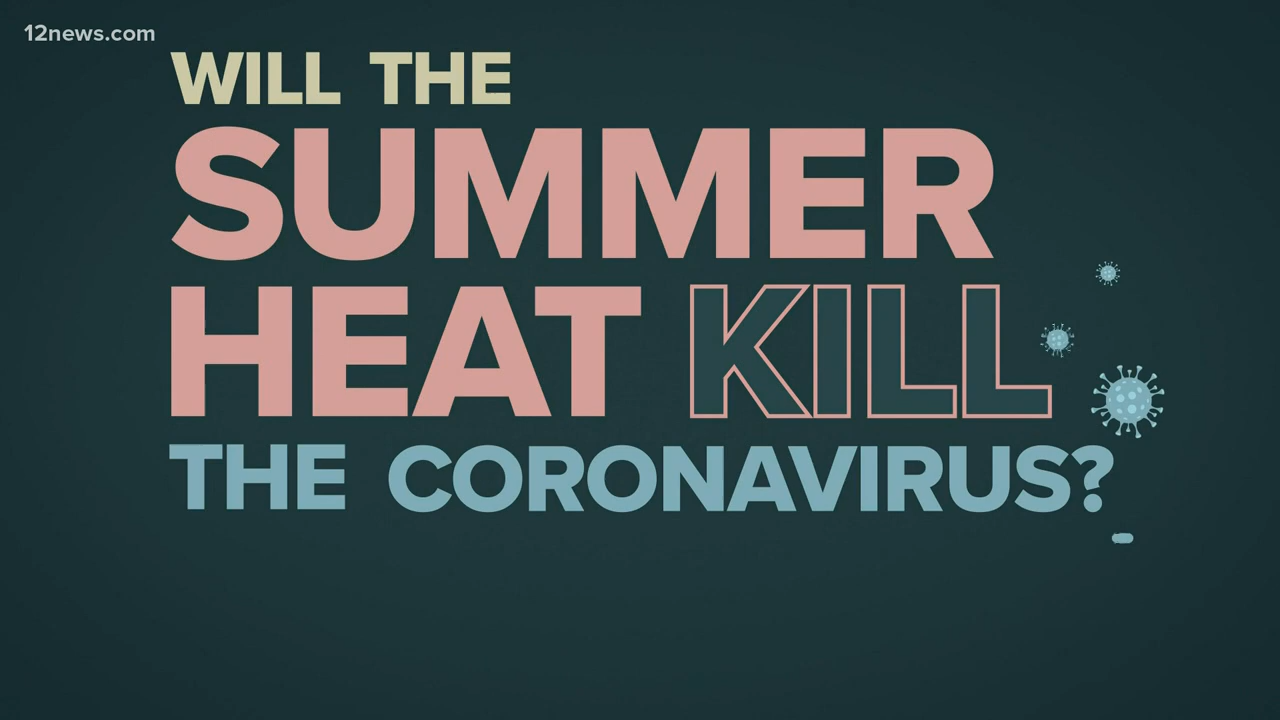 12news.com
WILL THE
SUMMER
HEAT KILL
THE CORONAVIRUS?